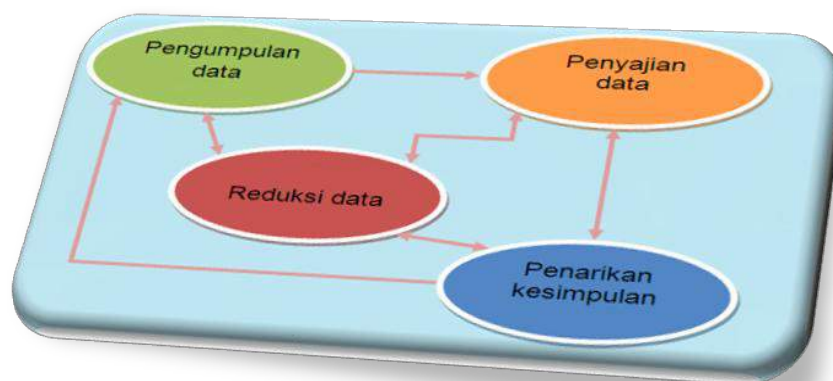 Pengumpulan
data
Penyajian
data
Reduksi data
Penarikan
kesimpulan